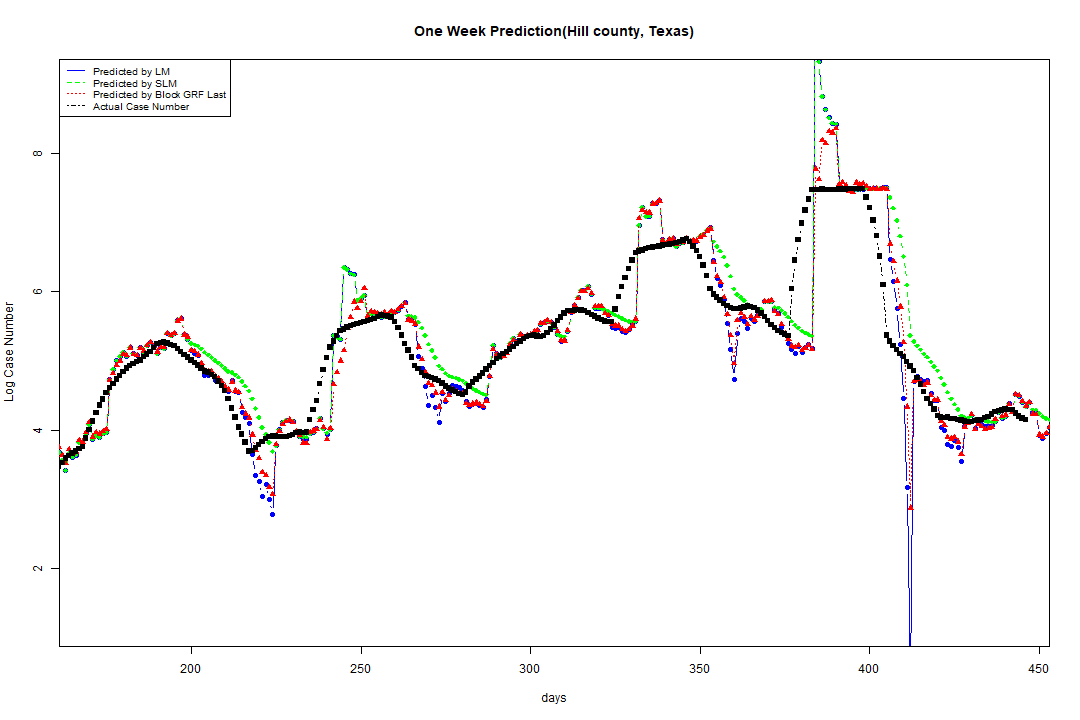 One Week Prediction(Hill county, Texas)
Predicted by LM
Predicted by SLM
Predicted by Block GRF Last
Actual Case Number
Log Case Number
8
6
4
2
200 250 300 350 400 450
days